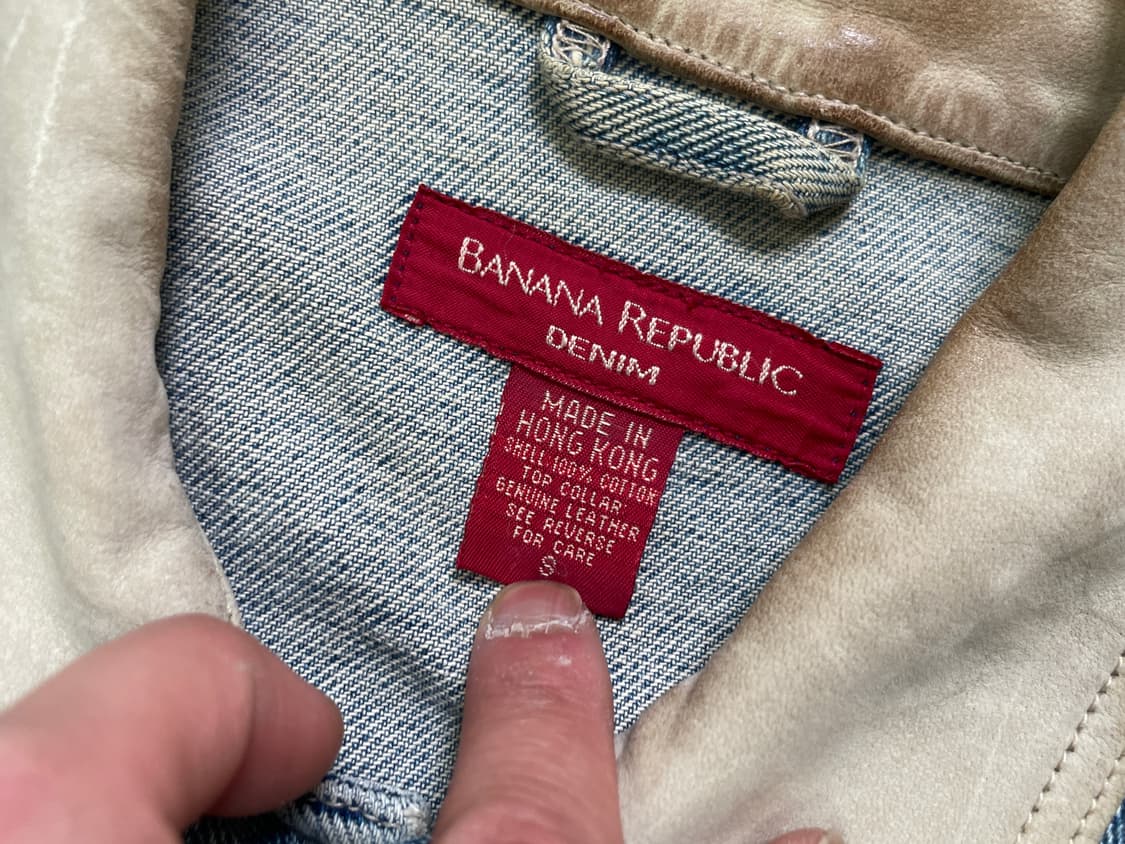 BANANA REPUBLIC
DENIM
MADE IN
HONG KONG
SHELL:100% COTTON
TOP COLLAR:
GENUINE LEATHER
SEE REVERSE
FOR CARE
S